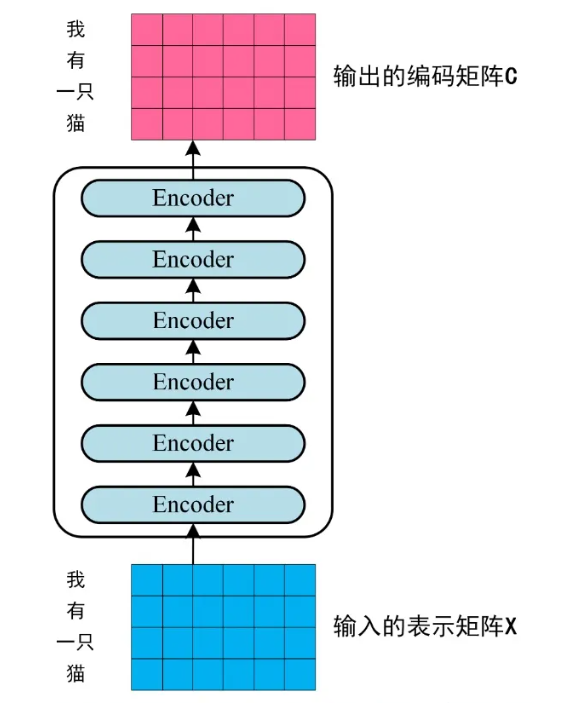 我
有
一只
猫
输出的编码矩阵C
Encoder
Encoder
Encoder
Encoder
Encoder
Encoder
我
有
一只
猫
输入的表示矩阵X